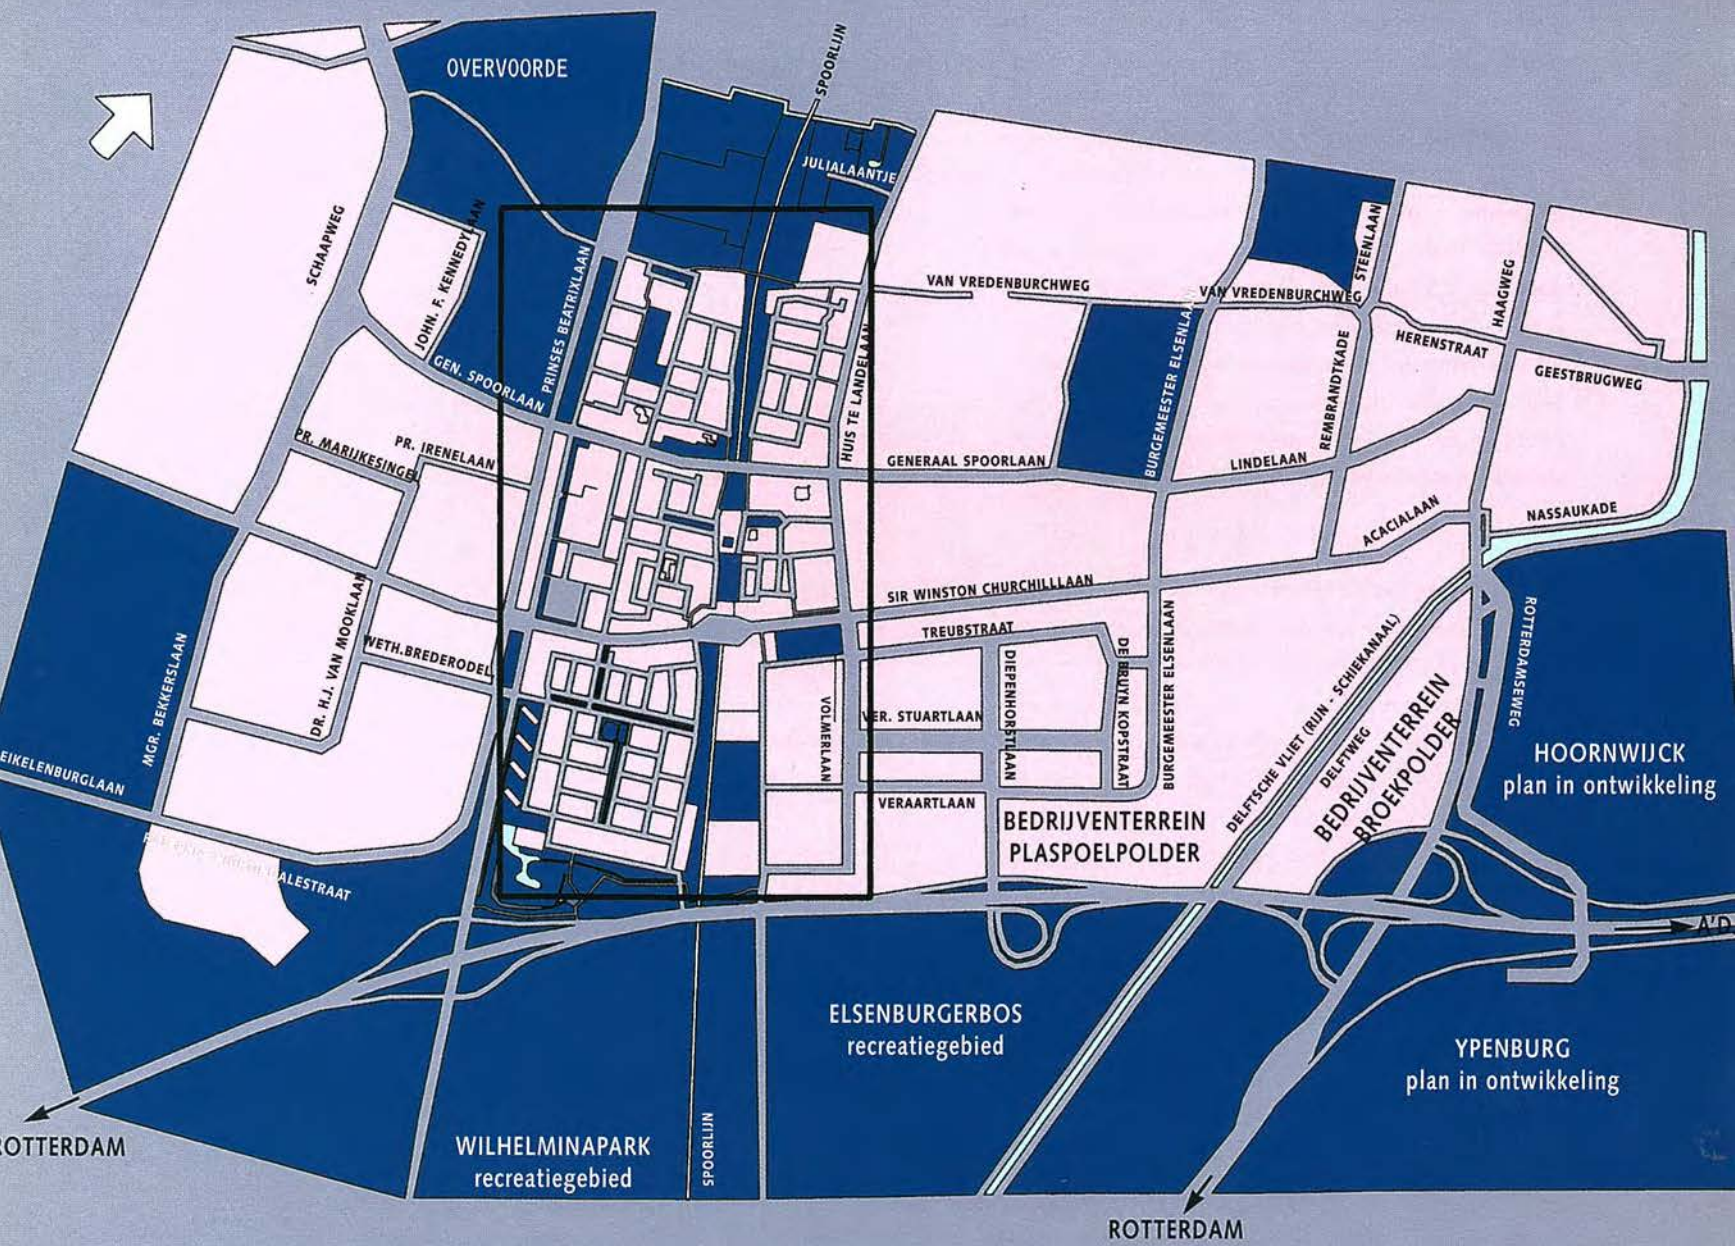 OVERVOORDE
SPOORLIJN
JULIALAANTJE
SCHAAPWEG
JOHN. F. KENNEDYLAAN
PRINSES BEATRIXLAAN
STEENLAAN
VAN VREDENBURCHWEG
VAN VREDENBURCHWEG
HAAGWEG
HERENSTRAAT
GEESTBRUGWEG
BURGEMEESTER ELSENLAAN
REMBRANDTKADE
HUIS TE LANDELAAN
GEN. SPOORLAAN
PR. MARIJKESINGEL
PR. IRENELAAN
GENERAAL SPOORLAAN
LINDELAAN
ACACIALAAN
NASSAUKADE
SIR WINSTON CHURCHILLLAAN
TREUBSTRAAT
DR. H.J. VAN MOOKLAAN
WETH.BREDERODEL
MGR. BEKKERSLAAN
EIKELENBURGLAAN
VOLMERLAAN
VER. STUARTLAAN
DIEPENHORSTLAAN
DE BRUYN KOPSTRAAT
BURGEMEESTER ELSENLAAN
VERAARTLAAN
DELFTSCHE VLIET (RIJN - SCHIEKANAAL)
DELFTWEG
ROTTERDAMSEWEG
BEDRIJVENTERREIN
PLASPOELPOLDER
BEDRIJVENTERREIN
BROEKPOLDER
HOORNWIJCK
plan in ontwikkeling
A'D
ELSENBURGERBOS
recreatiegebied
YPENBURG
plan in ontwikkeling
WILHELMINAPARK
recreatiegebied
SPOORLIJN
ROTTERDAM
ROTTERDAM